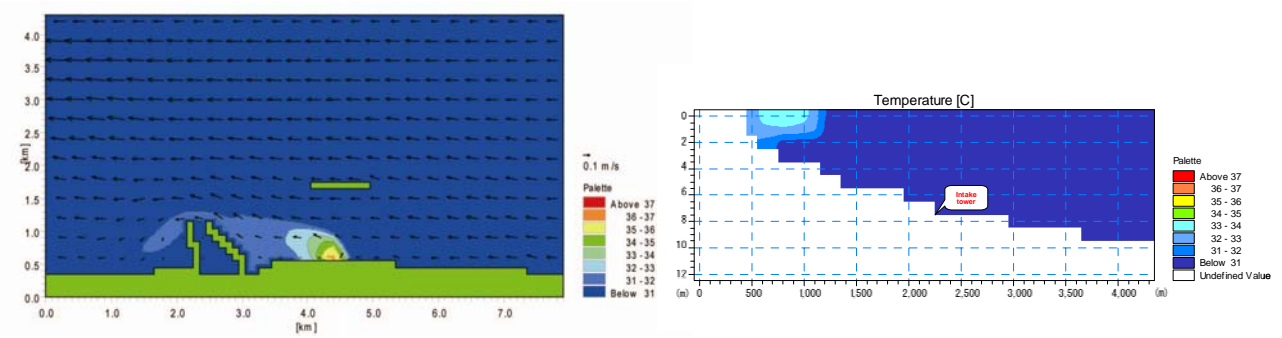 4.0
3.5
3.0
2.5
2.0
1.5
1.0
0.5
0.0
[km]
0.0 1.0 2.0 3.0 4.0 5.0 6.0 7.0
[km]
0.1 m/s
Palette
Above 37
36-37
35-36
34-35
33-34
32-33
31-32
Below 31
Temperature [C]
0
2
4
6
8
10
12
(m) 0 500 1,000 1,500 2,000 2,500 3,000 3,500 4,000 (m)
Intake
tower
Palette
Above 37
36 - 37
35 - 36
34 - 35
33 - 34
32 - 33
31 - 32
Below 31
Undefined Value